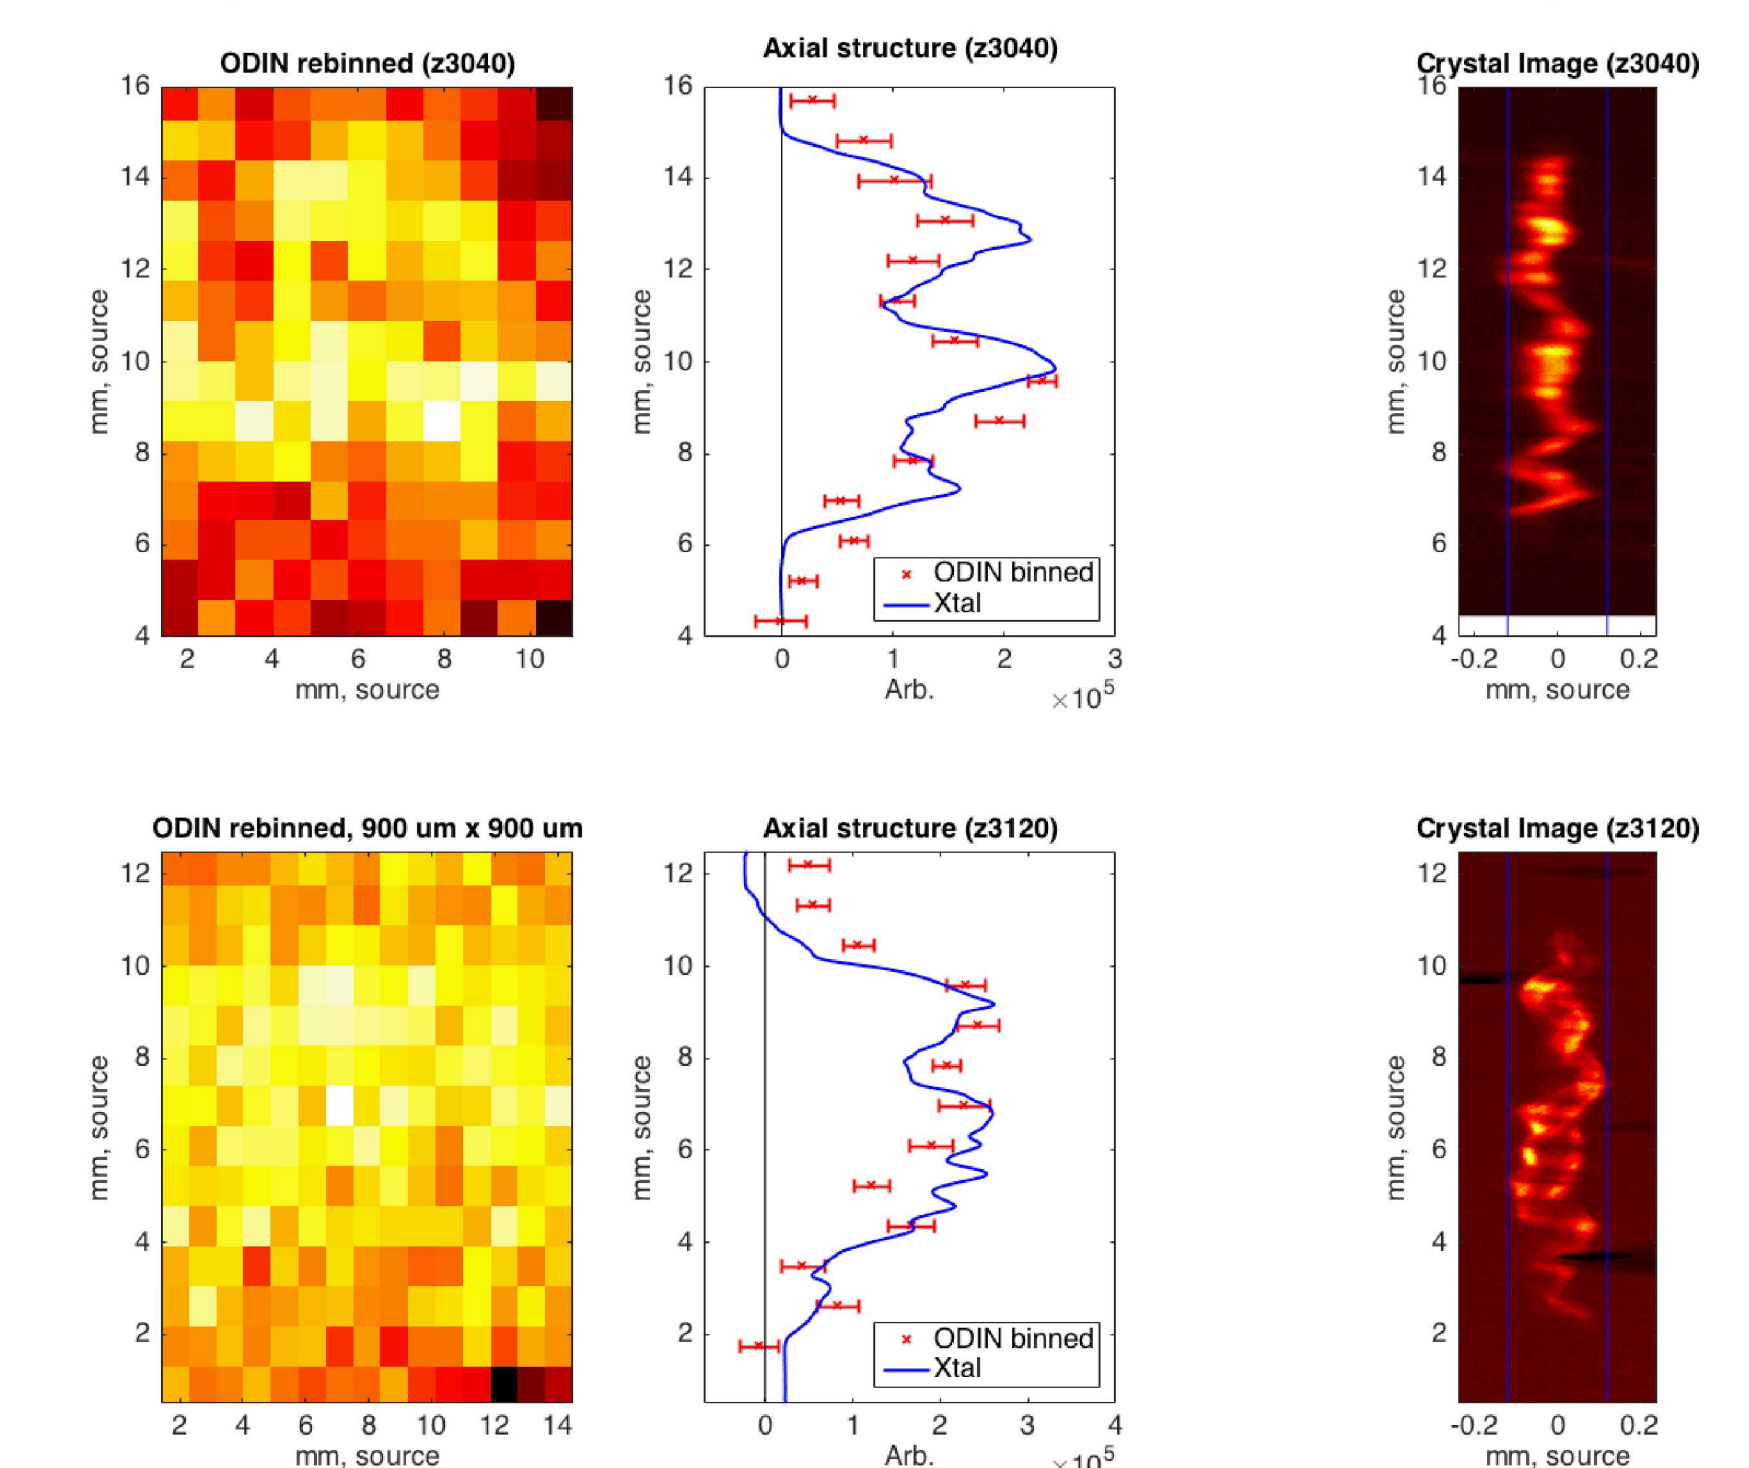 ODIN rebinned (z3040)
16
14
12
10
8
6
4
mm, source
2 4 6 8 10
mm, source
Axial structure (z3040)
16
14
12
10
8
6
4
mm, source
ODIN binned
Xtal
0 1 2 3
Arb.
×10⁵
Crystal Image (z3040)
16
14
12
10
8
6
4
mm, source
-0.2 0 0.2
mm, source
ODIN rebinned, 900 um x 900 um
12
10
8
6
4
2
mm, source
2 4 6 8 10 12 14
mm, source
Axial structure (z3120)
12
10
8
6
4
2
mm, source
ODIN binned
Xtal
0 1 2 3 4
Arb.
×10⁵
Crystal Image (z3120)
12
10
8
6
4
2
mm, source
-0.2 0 0.2
mm, source